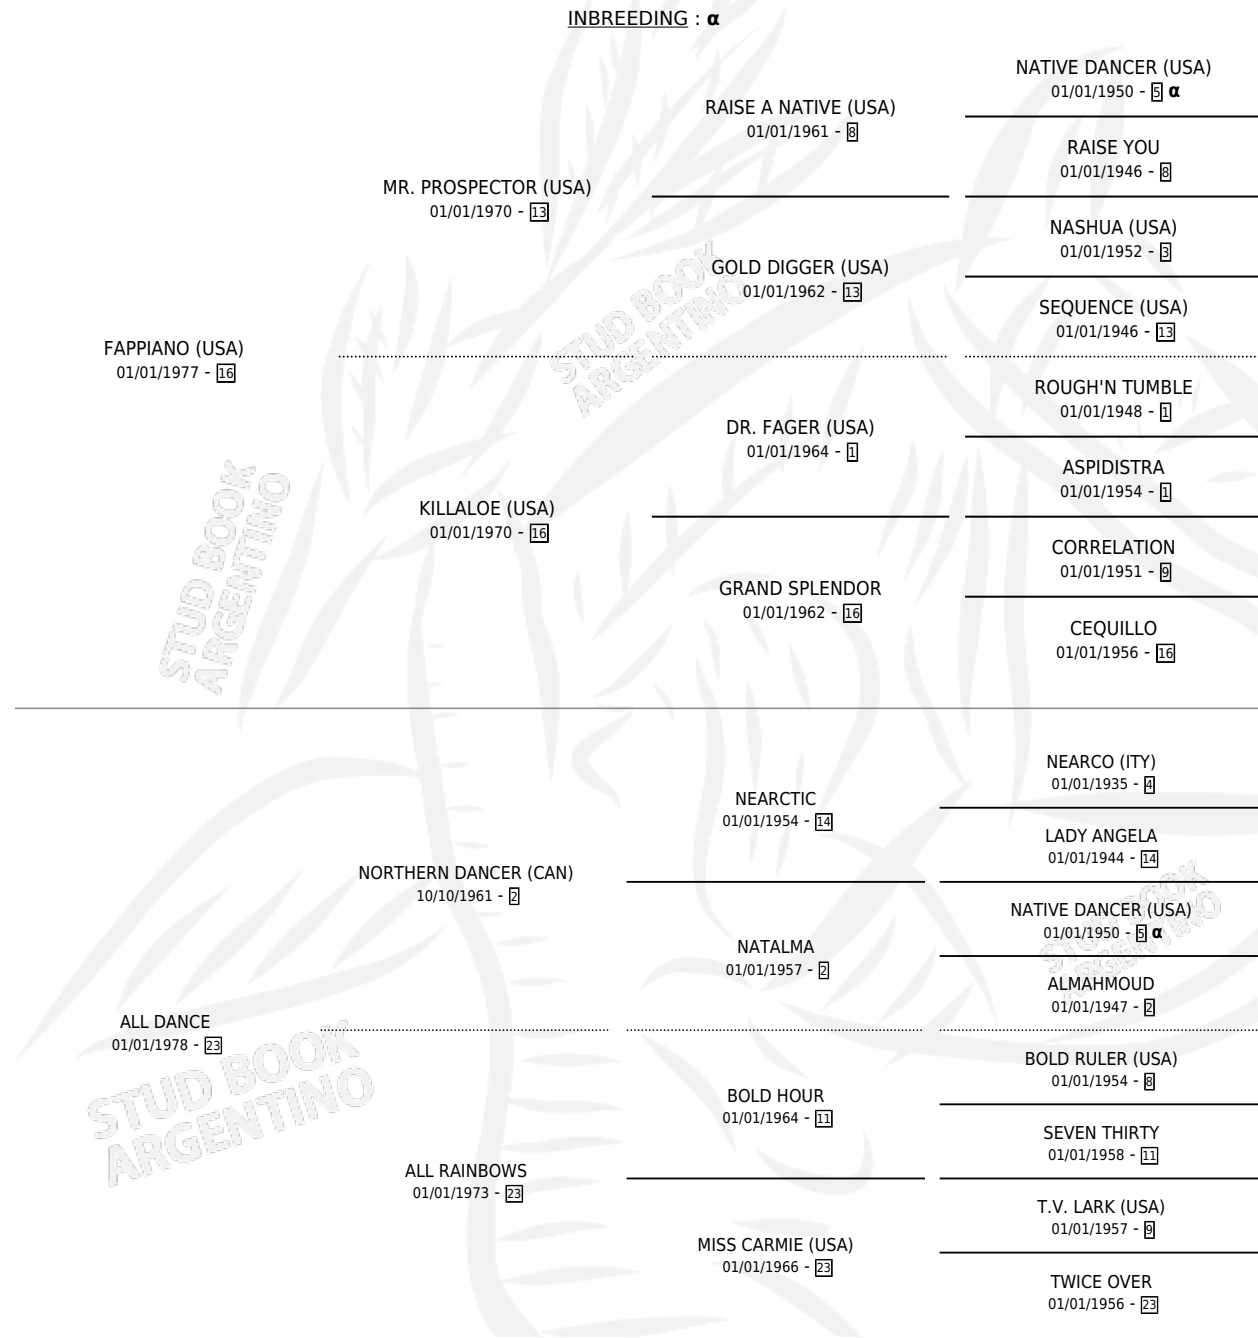 INBREEDING : α
NATIVE DANCER (USA)
01/01/1950 - 5 α
RAISE A NATIVE (USA)
01/01/1961 - 8
RAISE YOU
01/01/1946 - 8
MR. PROSPECTOR (USA)
01/01/1970 - 13
NASHUA (USA)
01/01/1952 - 3
GOLD DIGGER (USA)
01/01/1962 - 13
SEQUENCE (USA)
01/01/1946 - 13
FAPPIANO (USA)
01/01/1977 - 16
ROUGH'N TUMBLE
01/01/1948 - 1
DR. FAGER (USA)
01/01/1964 - 1
ASPIDISTRA
01/01/1954 - 1
KILLALOE (USA)
01/01/1970 - 16
CORRELATION
01/01/1951 - 9
GRAND SPLENDOR
01/01/1962 - 16
CEQUILLO
01/01/1956 - 16
NEARCO (ITY)
01/01/1935 - 4
NEARCTIC
01/01/1954 - 14
LADY ANGELA
01/01/1944 - 14
NORTHERN DANCER (CAN)
10/10/1961 - 2
NATIVE DANCER (USA)
01/01/1950 - 5 α
NATALMA
01/01/1957 - 2
ALMAHMOUD
01/01/1947 - 2
ALL DANCE
01/01/1978 - 23
BOLD RULER (USA)
01/01/1954 - 8
BOLD HOUR
01/01/1964 - 11
SEVEN THIRTY
01/01/1958 - 11
ALL RAINBOWS
01/01/1973 - 23
T.V. LARK (USA)
01/01/1957 - 9
MISS CARMIE (USA)
01/01/1966 - 23
TWICE OVER
01/01/1956 - 23
STUD BOOK
ARGENTINO
STUD BOOK
ARGENTINO
STUD BOOK
ARGENTINO
STUD BOOK
ARGENTINO